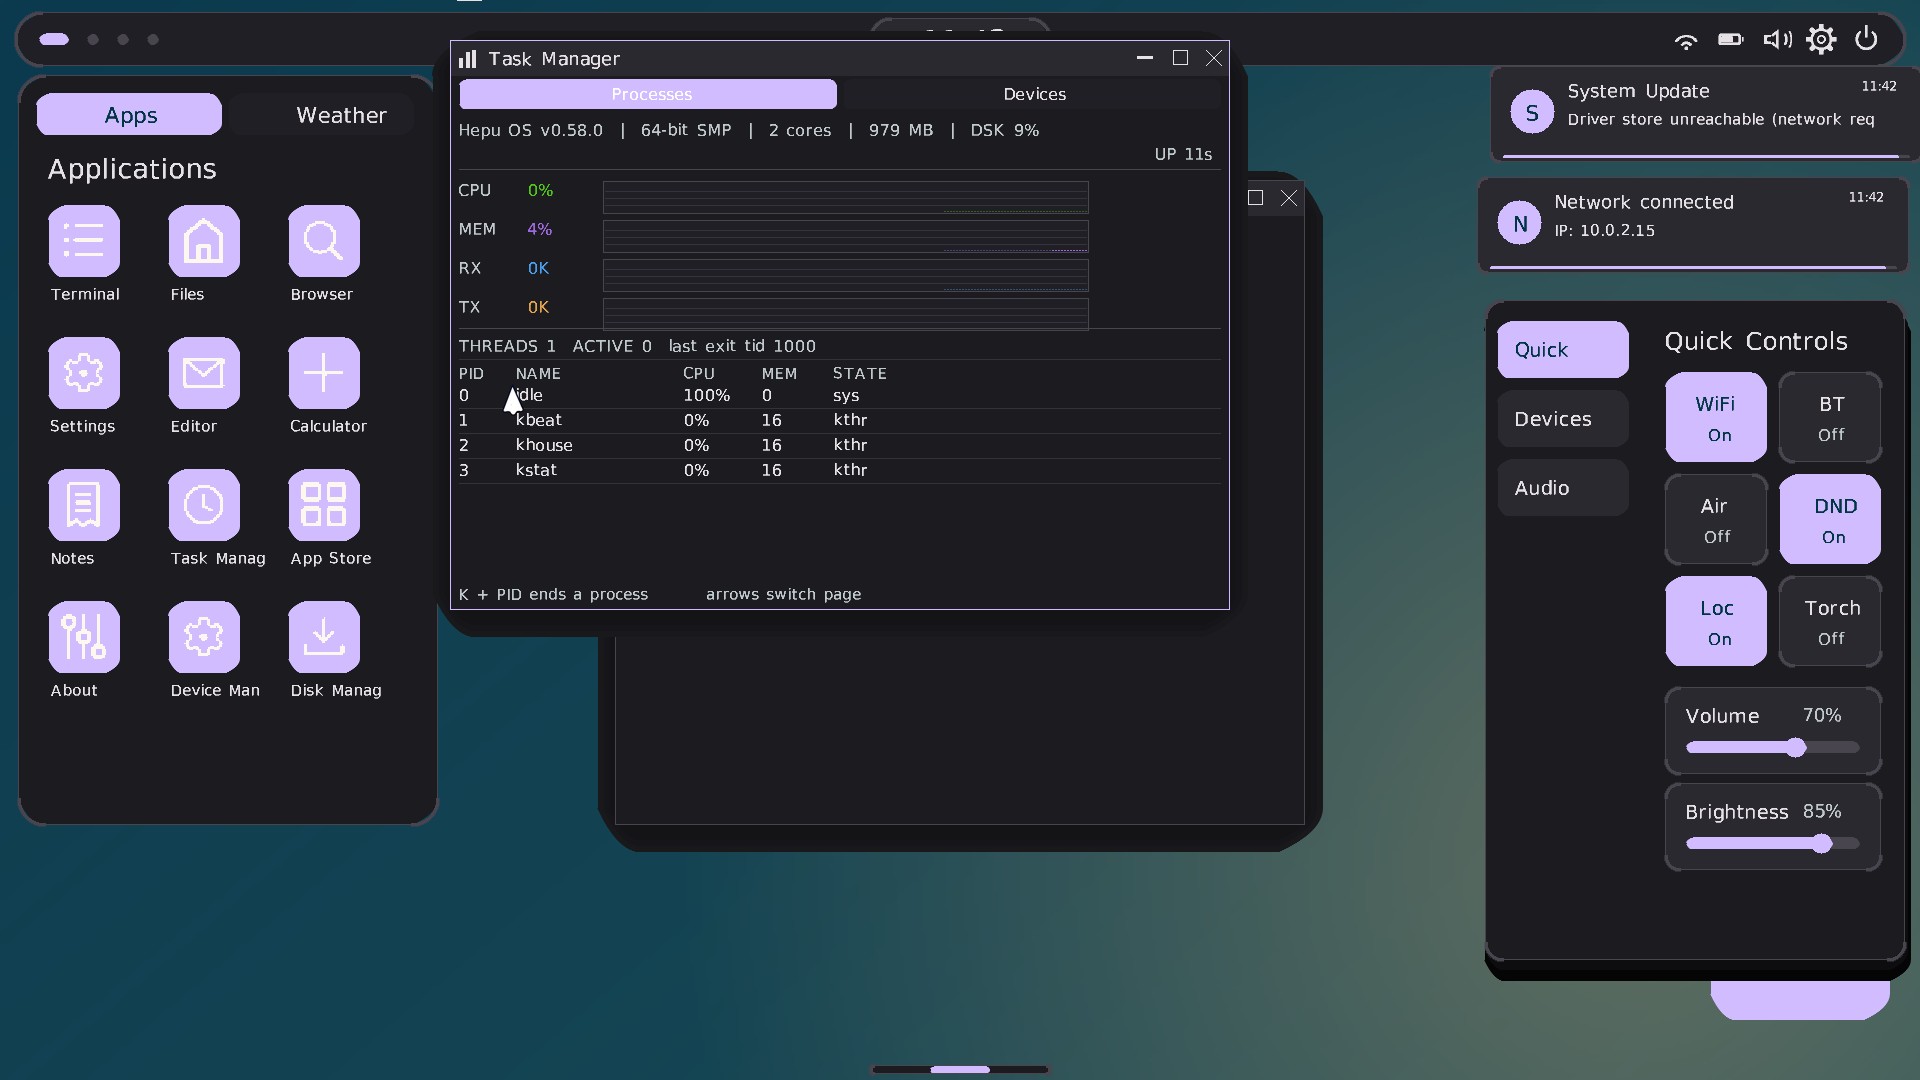 Task Manager
Processes
Devices
Hepu OS v0.58.0 | 64-bit SMP | 2 cores | 979 MB | DSK 9%
UP 11s
CPU 0%
MEM 4%
RX 0K
TX 0K
THREADS 1 ACTIVE 0 last exit tid 1000
PID NAME CPU MEM STATE
0 idle 100% 0 sys
1 kbeat 0% 16 kthr
2 khouse 0% 16 kthr
3 kstat 0% 16 kthr
K + PID ends a process arrows switch page
Apps
Weather
Applications
Terminal
Files
Browser
Settings
Editor
Calculator
Notes
Task Manag
App Store
About
Device Man
Disk Manag
S
System Update 11:42
Driver store unreachable (network req
N
Network connected 11:42
IP: 10.0.2.15
Quick
Devices
Audio
Quick Controls
WiFi
On
BT
Off
Air
Off
DND
On
Loc
On
Torch
Off
Volume 70%
Brightness 85%